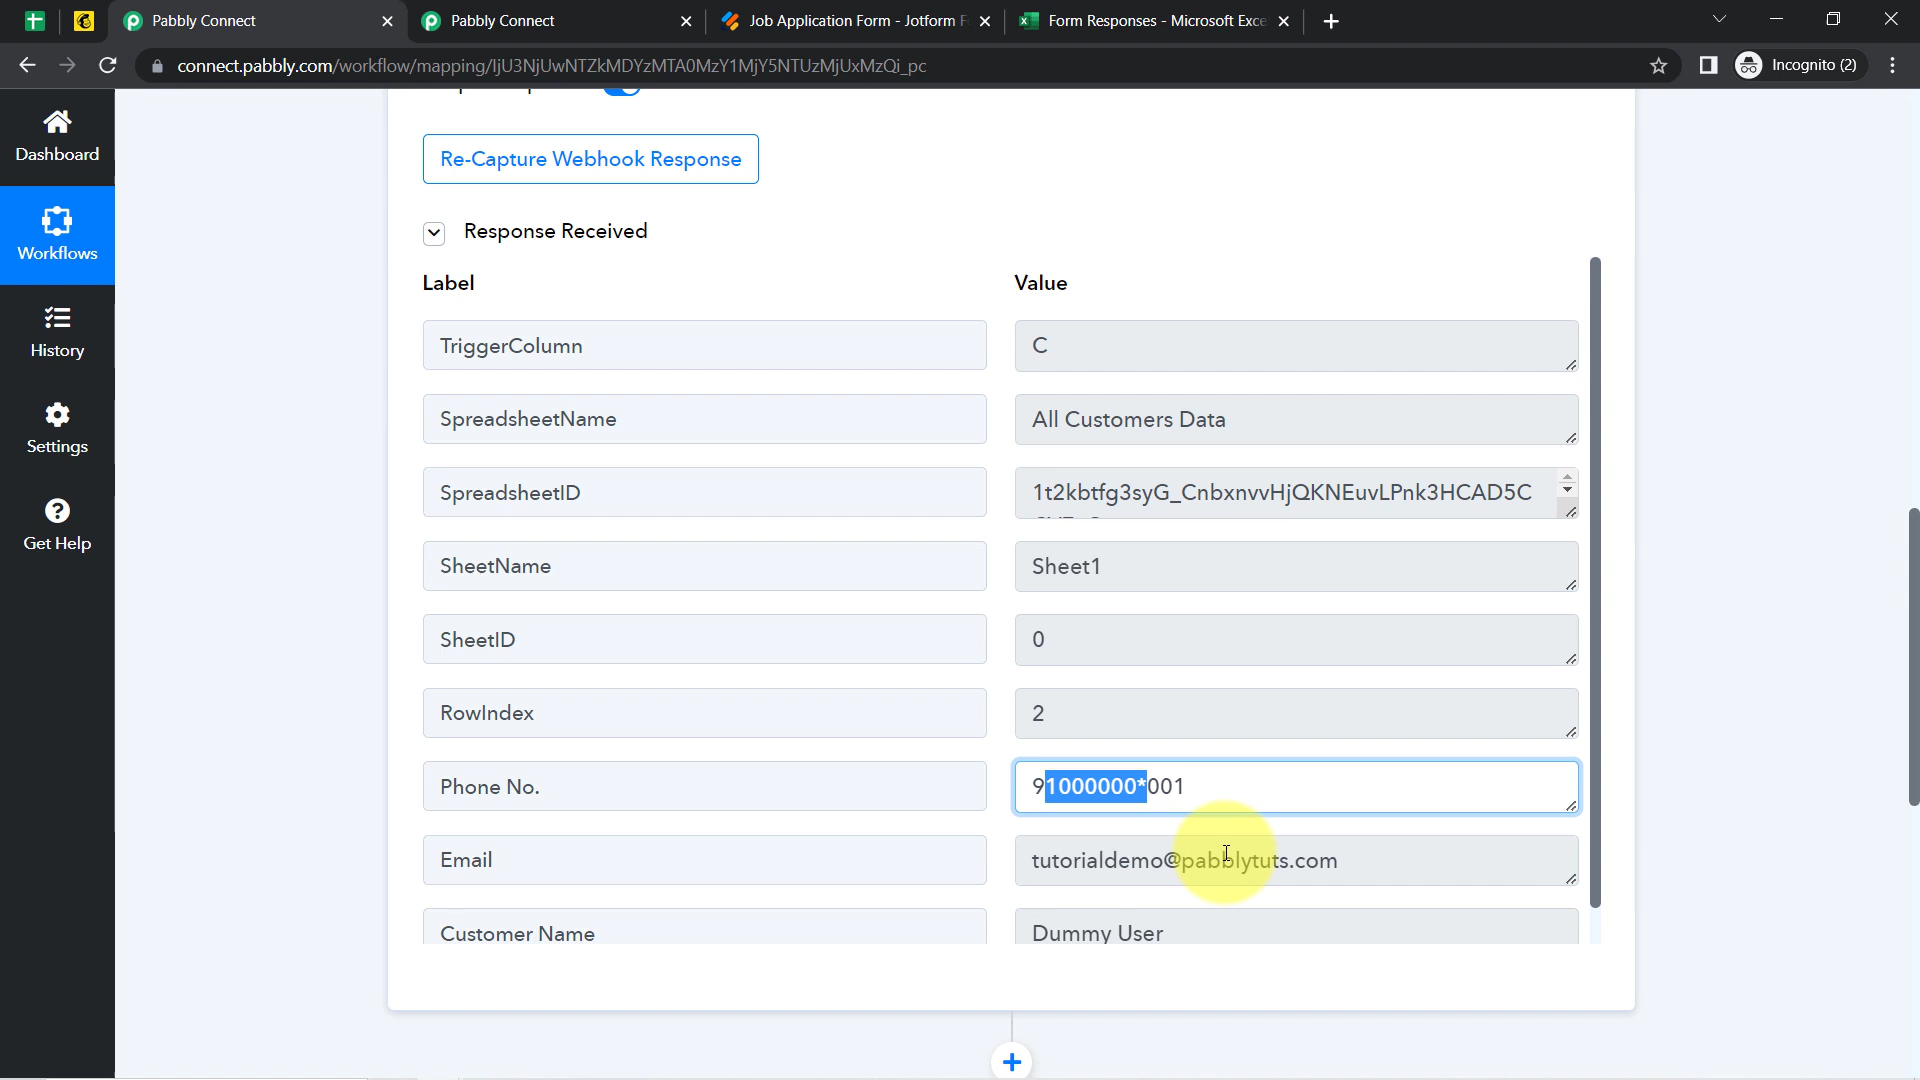 Pabbly Connect
Pabbly Connect
Job Application Form - Jotform F
Form Responses - Microsoft Exce
connect.pabbly.com/workflow/mapping/IjU3NjUwNTZkMDYzMTA0MzY1MjY5NTUzMjUxMzQi_pc
Incognito (2)
Dashboard
Workflows
History
Settings
Get Help
Re-Capture Webhook Response
Response Received
Label
Value
TriggerColumn
C
SpreadsheetName
All Customers Data
SpreadsheetID
1t2kbtfg3syG_CnbxnvvHjQKNEuvLPnk3HCAD5C
SheetName
Sheet1
SheetID
0
RowIndex
2
Phone No.
91000000*001
Email
tutorialdemo@pabblytuts.com
Customer Name
Dummy User